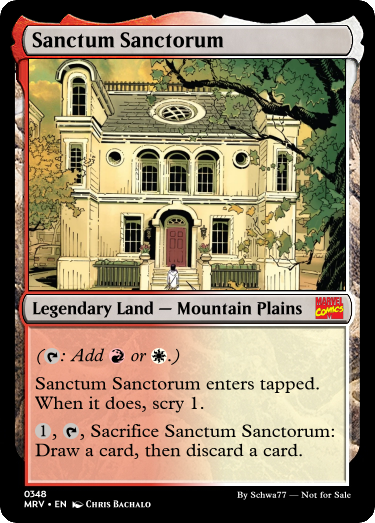 Sanctum Sanctorum
Legendary Land — Mountain Plains
MARVEL
COMICS
(: Add or .)
Sanctum Sanctorum enters tapped.
When it does, scry 1.
1, , Sacrifice Sanctum Sanctorum:
Draw a card, then discard a card.
0348
MRV • EN Chris Bachalo
By Schwa77 — Not for Sale